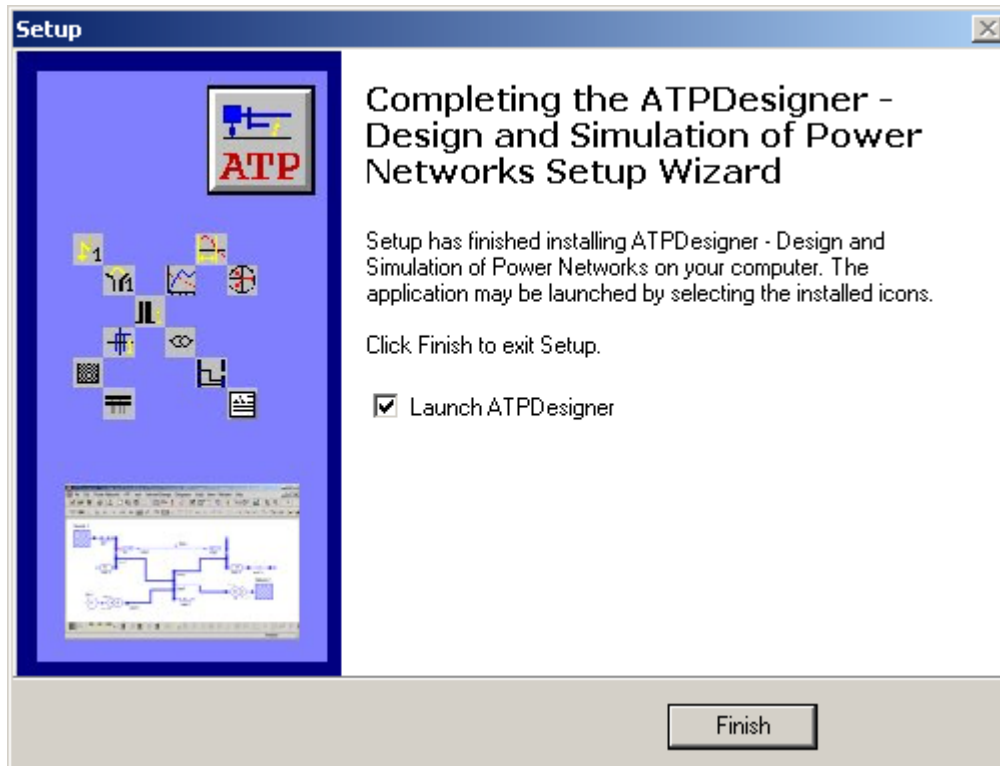 Setup
ATP
Completing the ATPDesigner -
Design and Simulation of Power
Networks Setup Wizard
Setup has finished installing ATPDesigner - Design and
Simulation of Power Networks on your computer. The
application may be launched by selecting the installed icons.
Click Finish to exit Setup.
Launch ATPDesigner
Finish